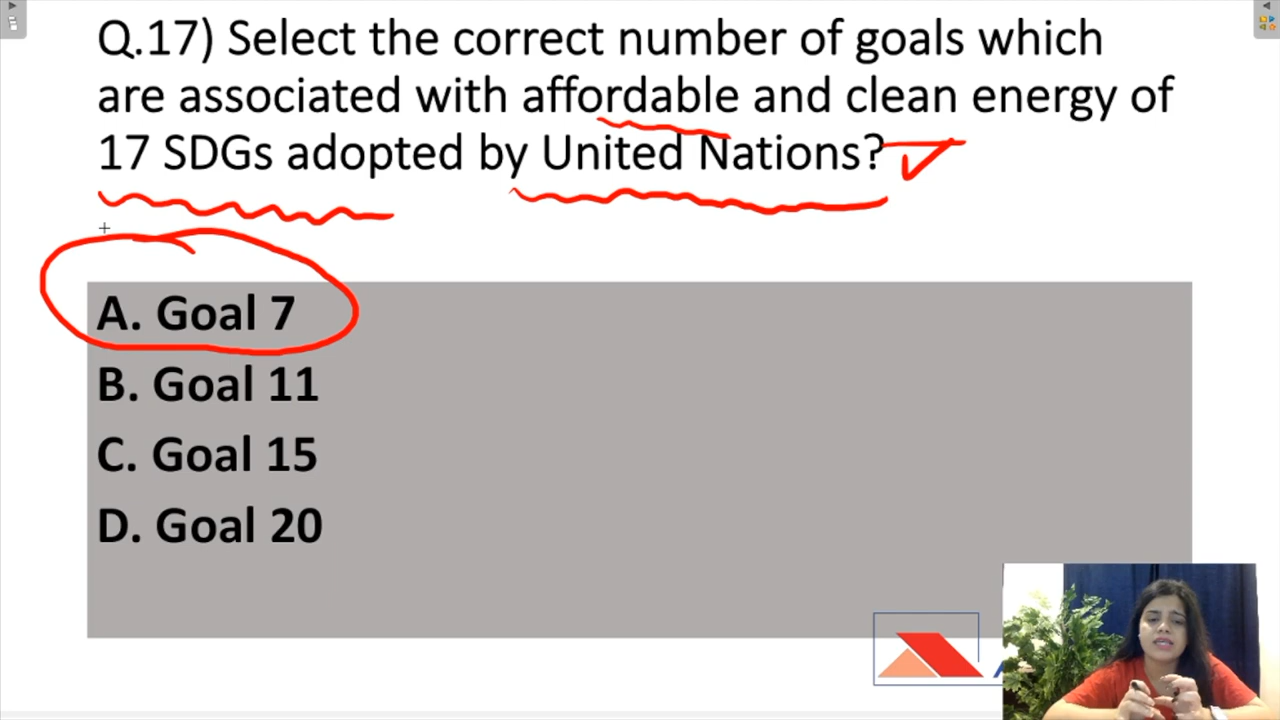 Q.17) Select the correct number of goals which
are associated with affordable and clean energy of
17 SDGs adopted by United Nations?
A. Goal 7
B. Goal 11
C. Goal 15
D. Goal 20